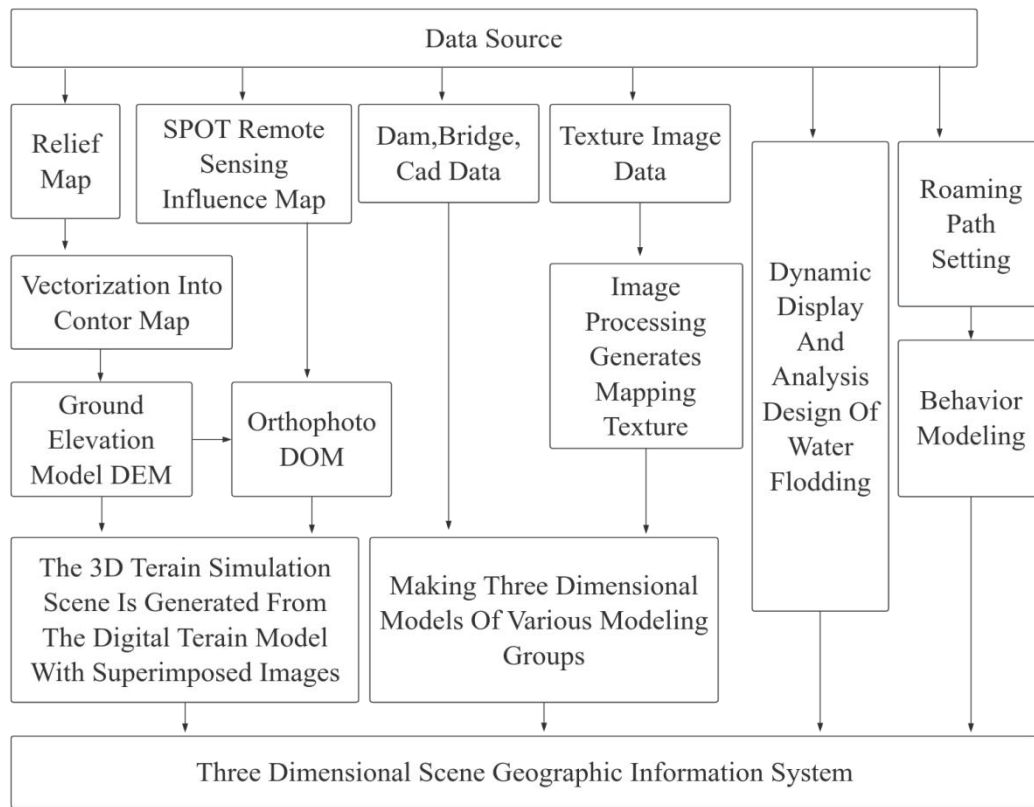 Data Source
Relief
Map
SPOT Remote
Sensing
Influence Map
Dam,Bridge,
Cad Data
Texture Image
Data
Dynamic
Display
And
Analysis
Design Of
Water
Flodding
Roaming
Path
Setting
Vectorization Into
Contor Map
Image
Processing
Generates
Mapping
Texture
Behavior
Modeling
Ground
Elevation
Model DEM
Orthophoto
DOM
The 3D Terain Simulation
Scene Is Generated From
The Digital Terain Model
With Superimposed Images
Making Three Dimensional
Models Of Various Modeling
Groups
Three Dimensional Scene Geographic Information System